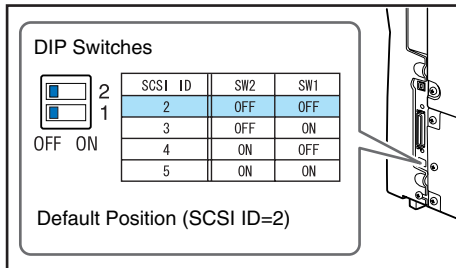 DIP Switches
2
1
OFF ON
SCSI ID SW2 SW1
2 OFF OFF
3 OFF ON
4 ON OFF
5 ON ON
Default Position (SCSI ID=2)